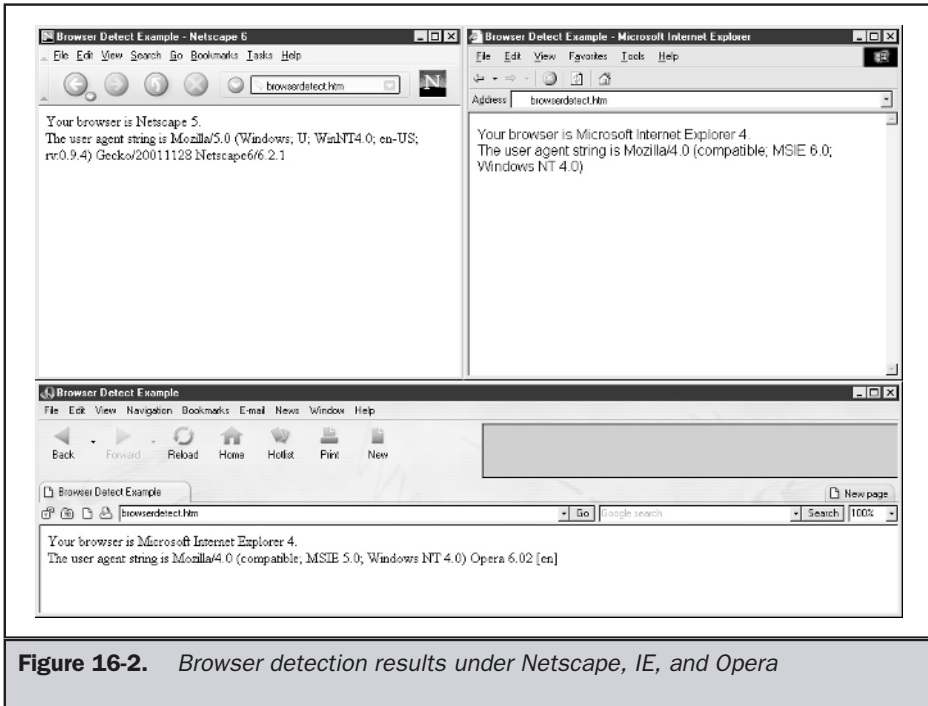 Browser Detect Example - Netscape 6
File Edit View Search Go Bookmarks Tasks Help
browserdetect.htm
N
Your browser is Netscape 5.
The user agent string is Mozilla/5.0 (Windows; U; WinNT4.0; en-US;
rv:0.9.4) Gecko/20011128 Netscape6/6.2.1
Browser Detect Example - Microsoft Internet Explorer
File Edit View Favorites Tools Help
Address browserdetect.htm
Your browser is Microsoft Internet Explorer 4.
The user agent string is Mozilla/4.0 (compatible; MSIE 6.0;
Windows NT 4.0)
Browser Detect Example
File Edit View Navigation Bookmarks E-mail News Window Help
Back Forward Reload Home Hotlist Print New
Browser Detect Example New page
browserdetect.htm Go Google search Search 100%
Your browser is Microsoft Internet Explorer 4.
The user agent string is Mozilla/4.0 (compatible; MSIE 5.0; Windows NT 4.0) Opera 6.02 [en]
Figure 16-2. Browser detection results under Netscape, IE, and Opera